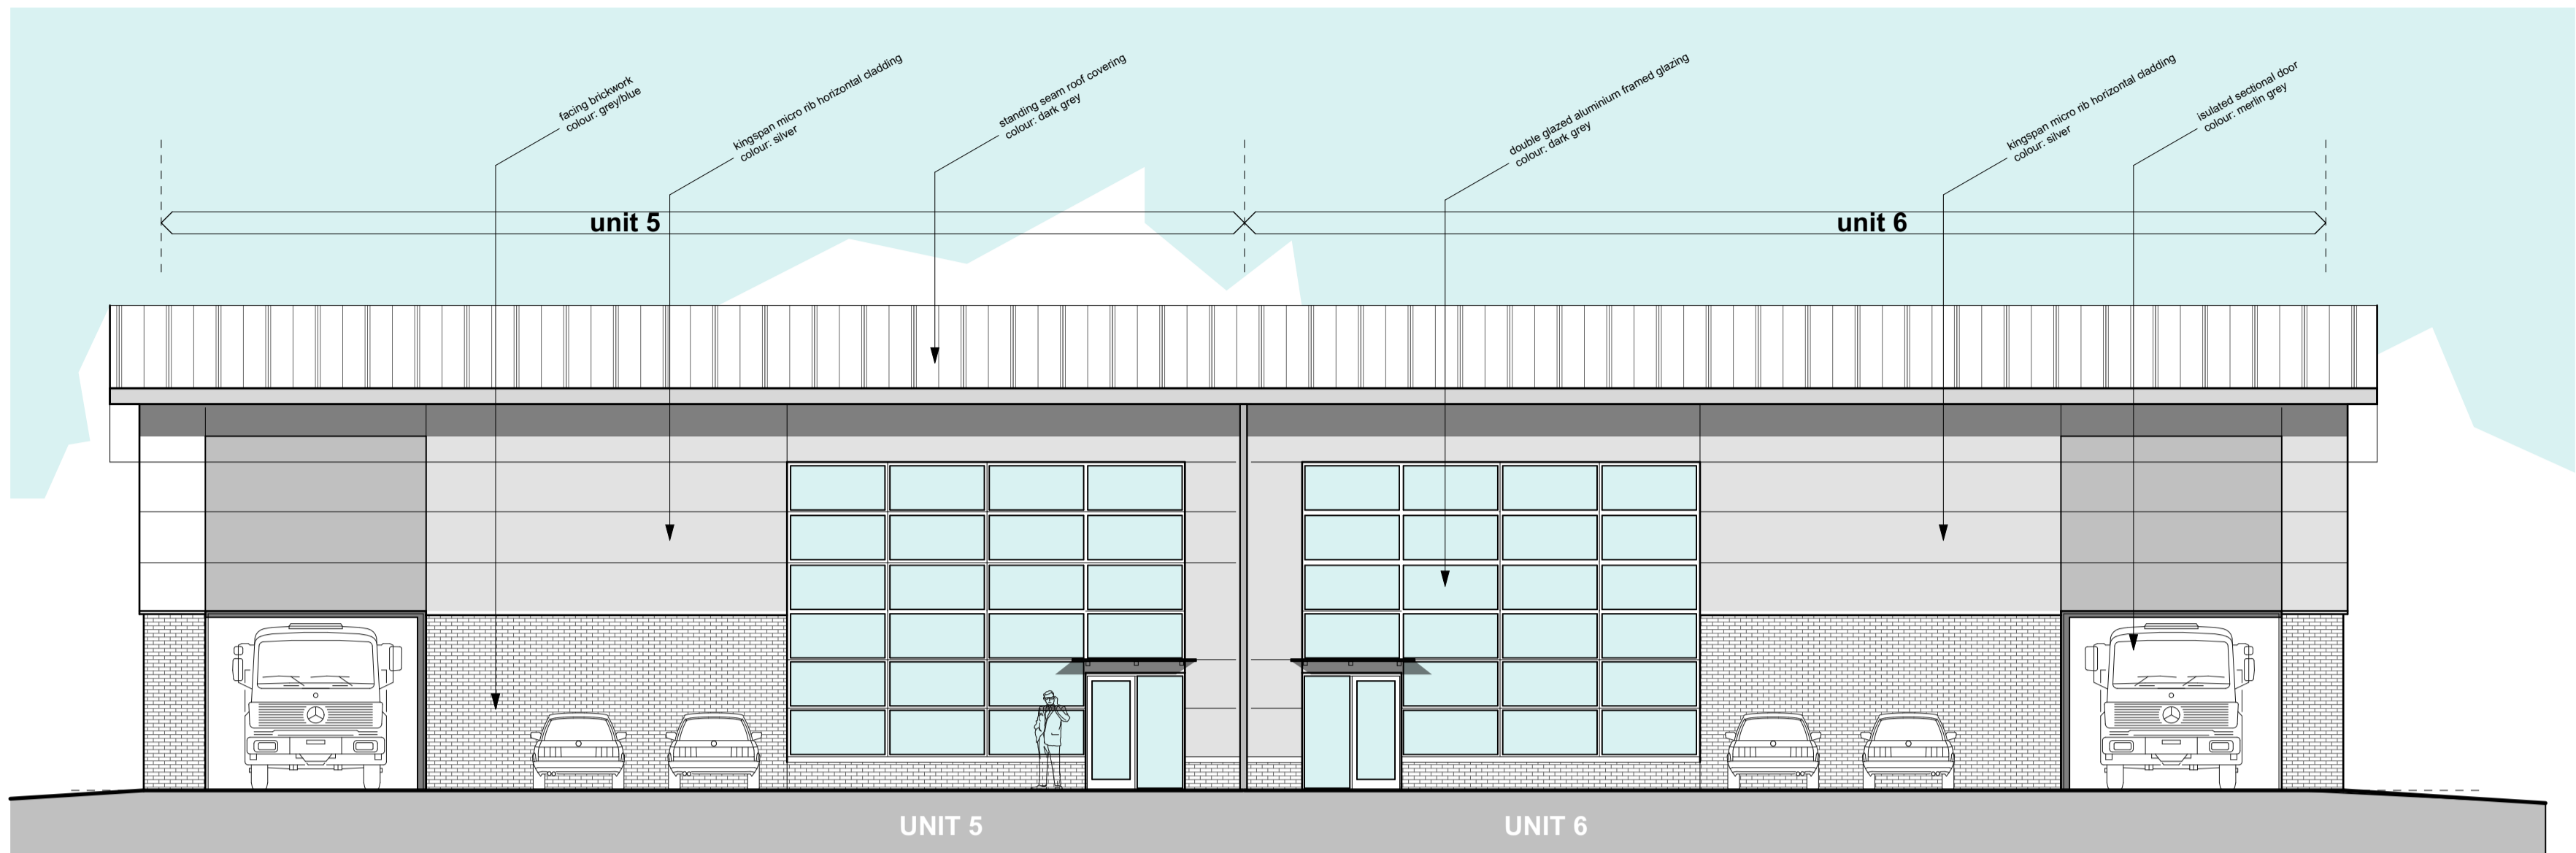 facing brickwork
colour: grey/blue
kingspan micro rib horizontal cladding
colour: silver
standing seam roof covering
colour: dark grey
double glazed aluminium framed glazing
colour: dark grey
kingspan micro rib horizontal cladding
colour: silver
isulated sectional door
colour: merlin grey
unit 5
unit 6
UNIT 5
UNIT 6